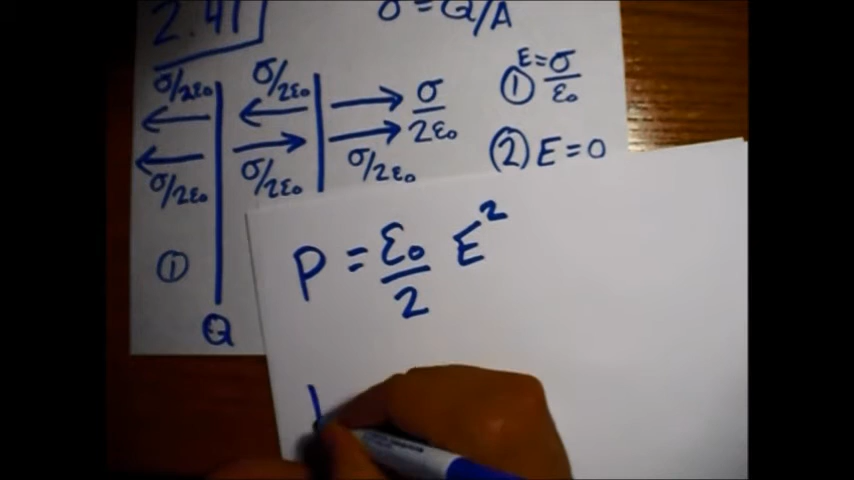 2.41
σ = Q/A
σ/2ε₀ σ/2ε₀ σ/2ε₀ ① E = σ/ε₀
σ/2ε₀ σ/2ε₀ σ/2ε₀ ② E = 0
①
Q
P = ε₀/2 E²